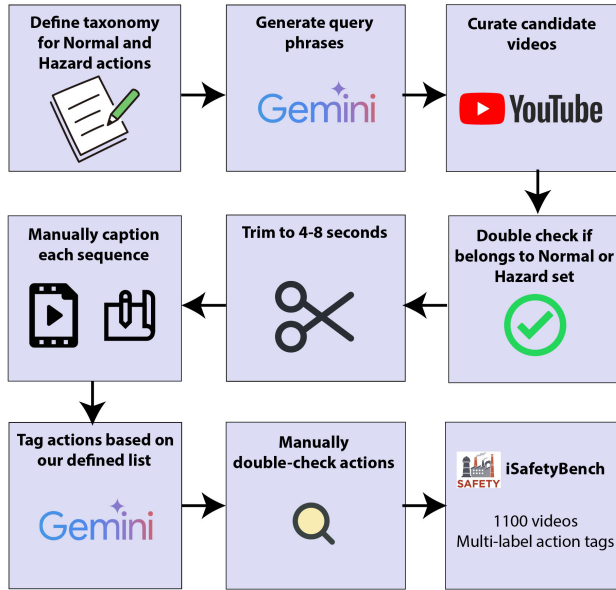 Define taxonomy
for Normal and
Hazard actions
Generate query
phrases
Gemini
Curate candidate
videos
YouTube
Double check if
belongs to Normal or
Hazard set
Trim to 4-8 seconds
Manually caption
each sequence
Tag actions based on
our defined list
Gemini
Manually
double-check actions
SAFETY
iSafetyBench
1100 videos
Multi-label action tags